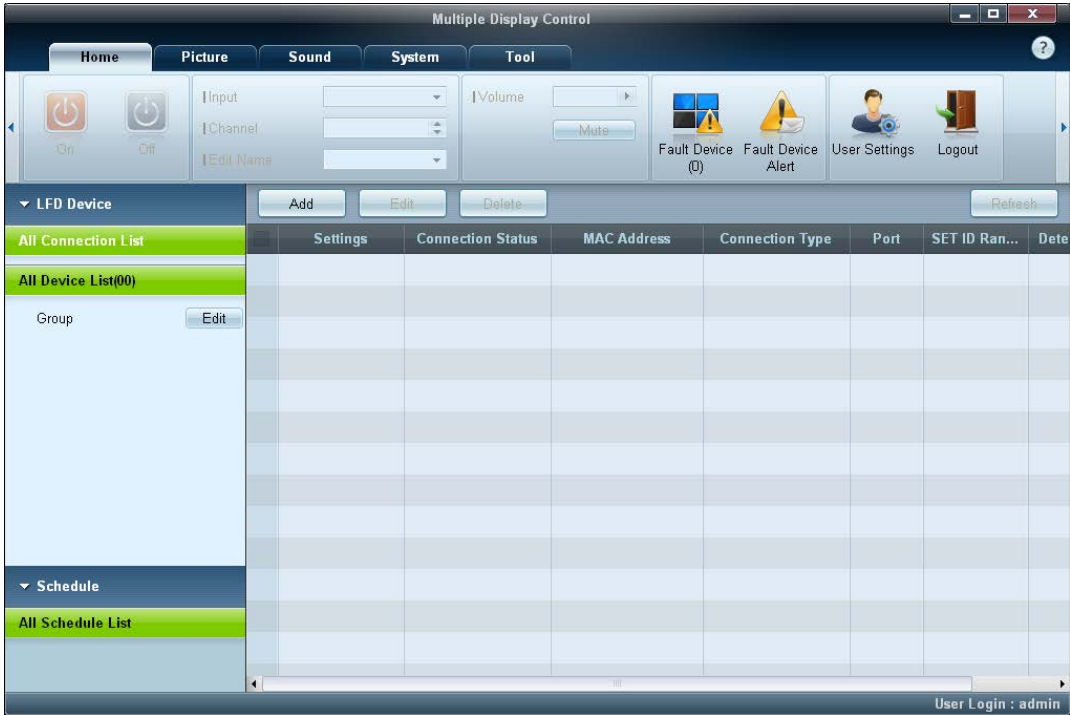 Multiple Display Control
Home Picture Sound System Tool
?
On Off
Input
Channel
Edit Name
Volume
Mute
Fault Device (0)
Fault Device Alert
User Settings
Logout
LFD Device
Add Edit Delete Refresh
All Connection List
Settings Connection Status MAC Address Connection Type Port SET ID Ran... Dete
All Device List(00)
Group Edit
Schedule
All Schedule List
User Login : admin